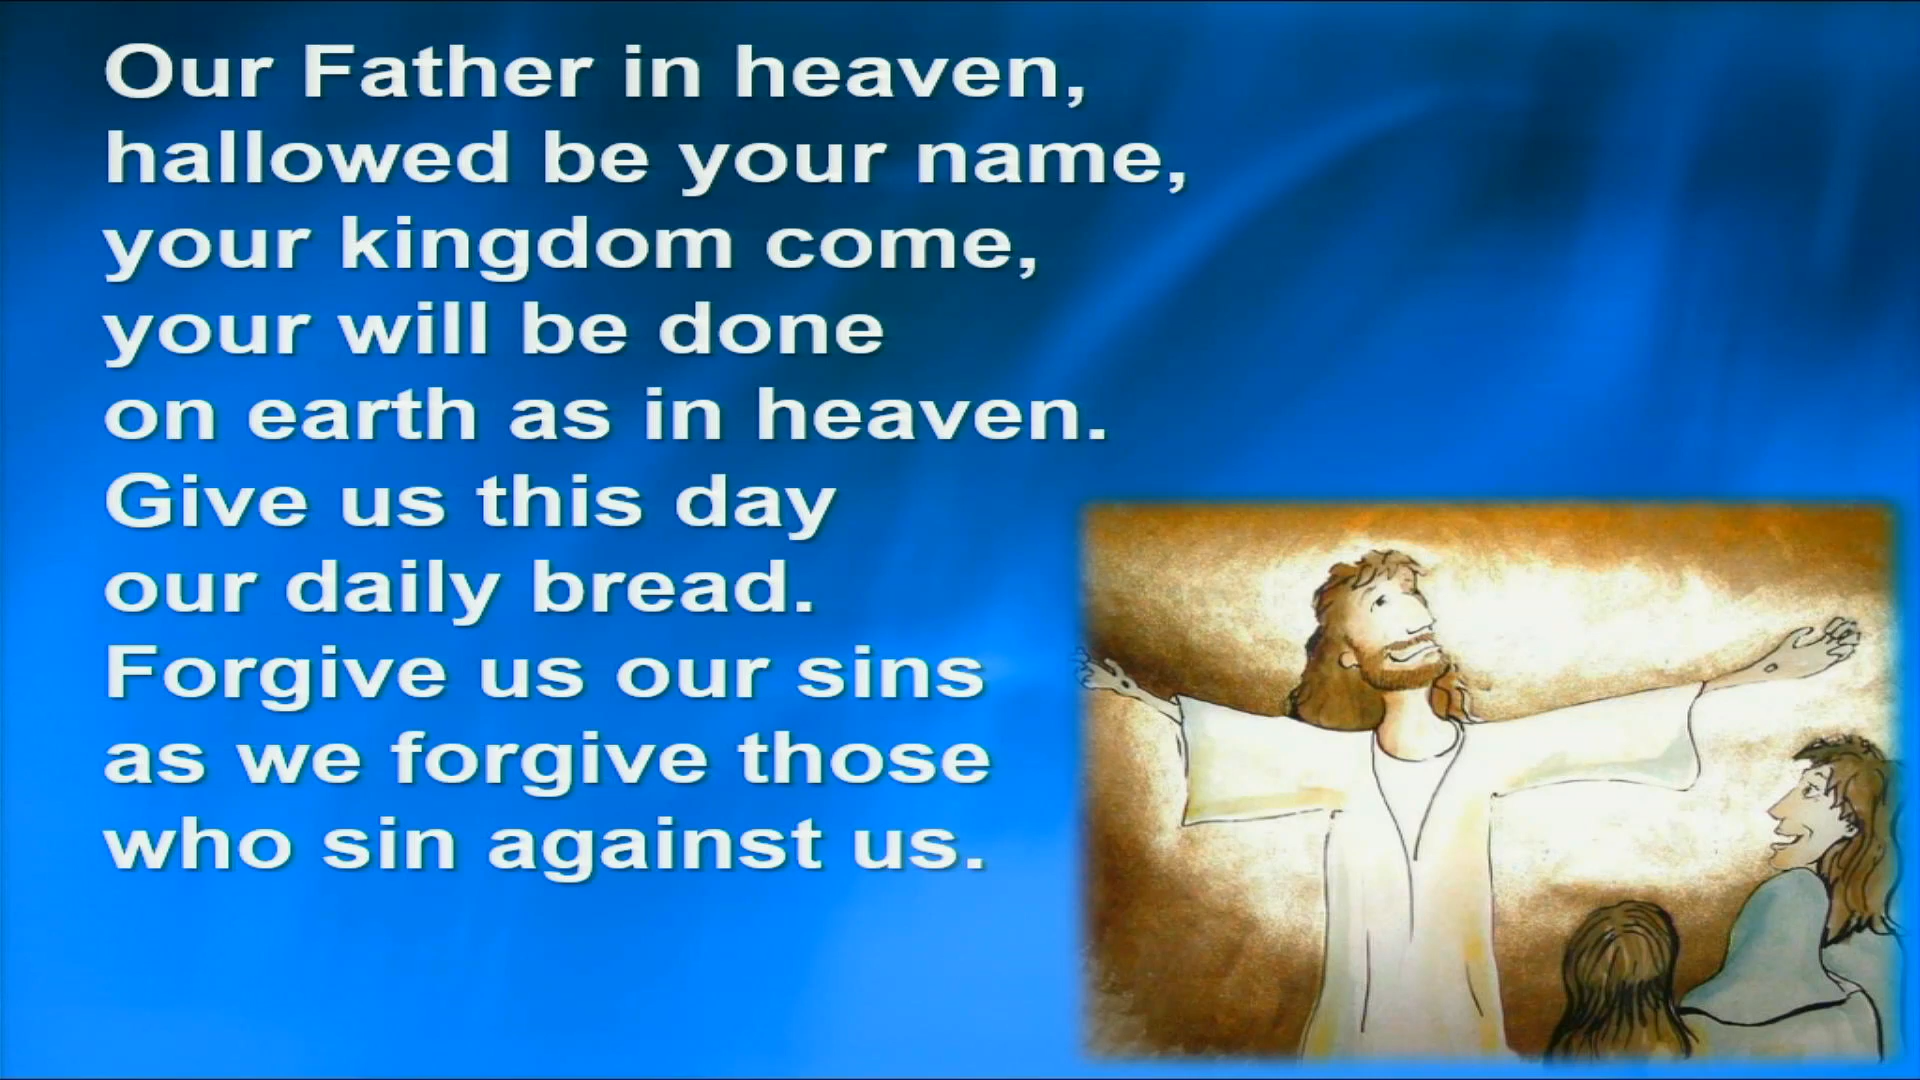 Our Father in heaven,
hallowed be your name,
your kingdom come,
your will be done
on earth as in heaven.
Give us this day
our daily bread.
Forgive us our sins
as we forgive those
who sin against us.